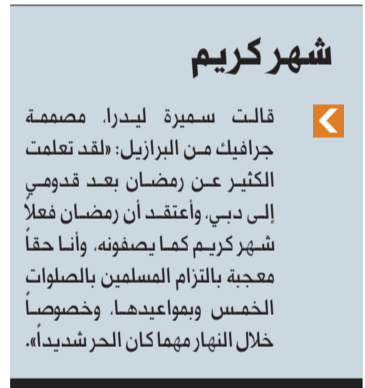 شهر كريم
قالت سميرة ليدرا، مصممة
جرافيك من البرازيل: «لقد تعلمت
الكثير عن رمضان بعد قدومي
إلى دبي، وأعتقد أن رمضان فعلاً
شهر كريم كما يصفونه، وأنا حقاً
معجبة بالتزام المسلمين بالصلوات
الخمس وبمواعيدها، وخصوصاً
خلال النهار مهما كان الحر شديداً».